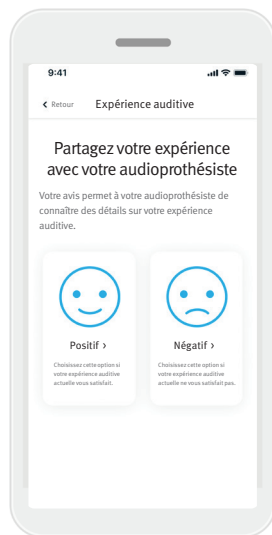 9:41
Retour Expérience auditive
Partagez votre expérience
avec votre audioprothésiste
Votre avis permet à votre audioprothésiste de
connaître des détails sur votre expérience
auditive.
Positif ›
Choisissez cette option si
votre expérience auditive
actuelle vous satisfait.
Négatif ›
Choisissez cette option si
votre expérience auditive
actuelle ne vous satisfait pas.